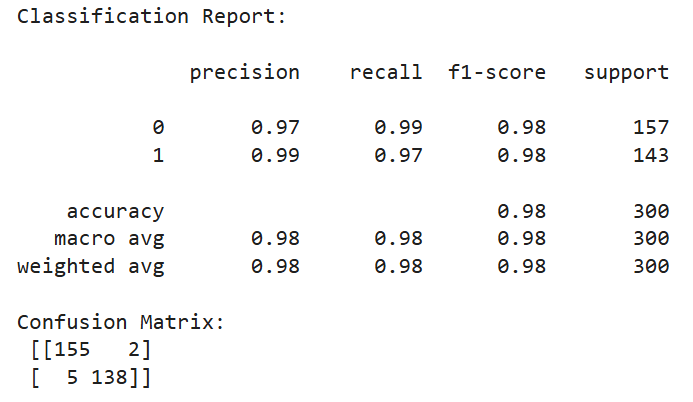 Classification Report:
precision recall f1-score support
0 0.97 0.99 0.98 157
1 0.99 0.97 0.98 143
accuracy 0.98 300
macro avg 0.98 0.98 0.98 300
weighted avg 0.98 0.98 0.98 300
Confusion Matrix:
[[155 2]
[ 5 138]]